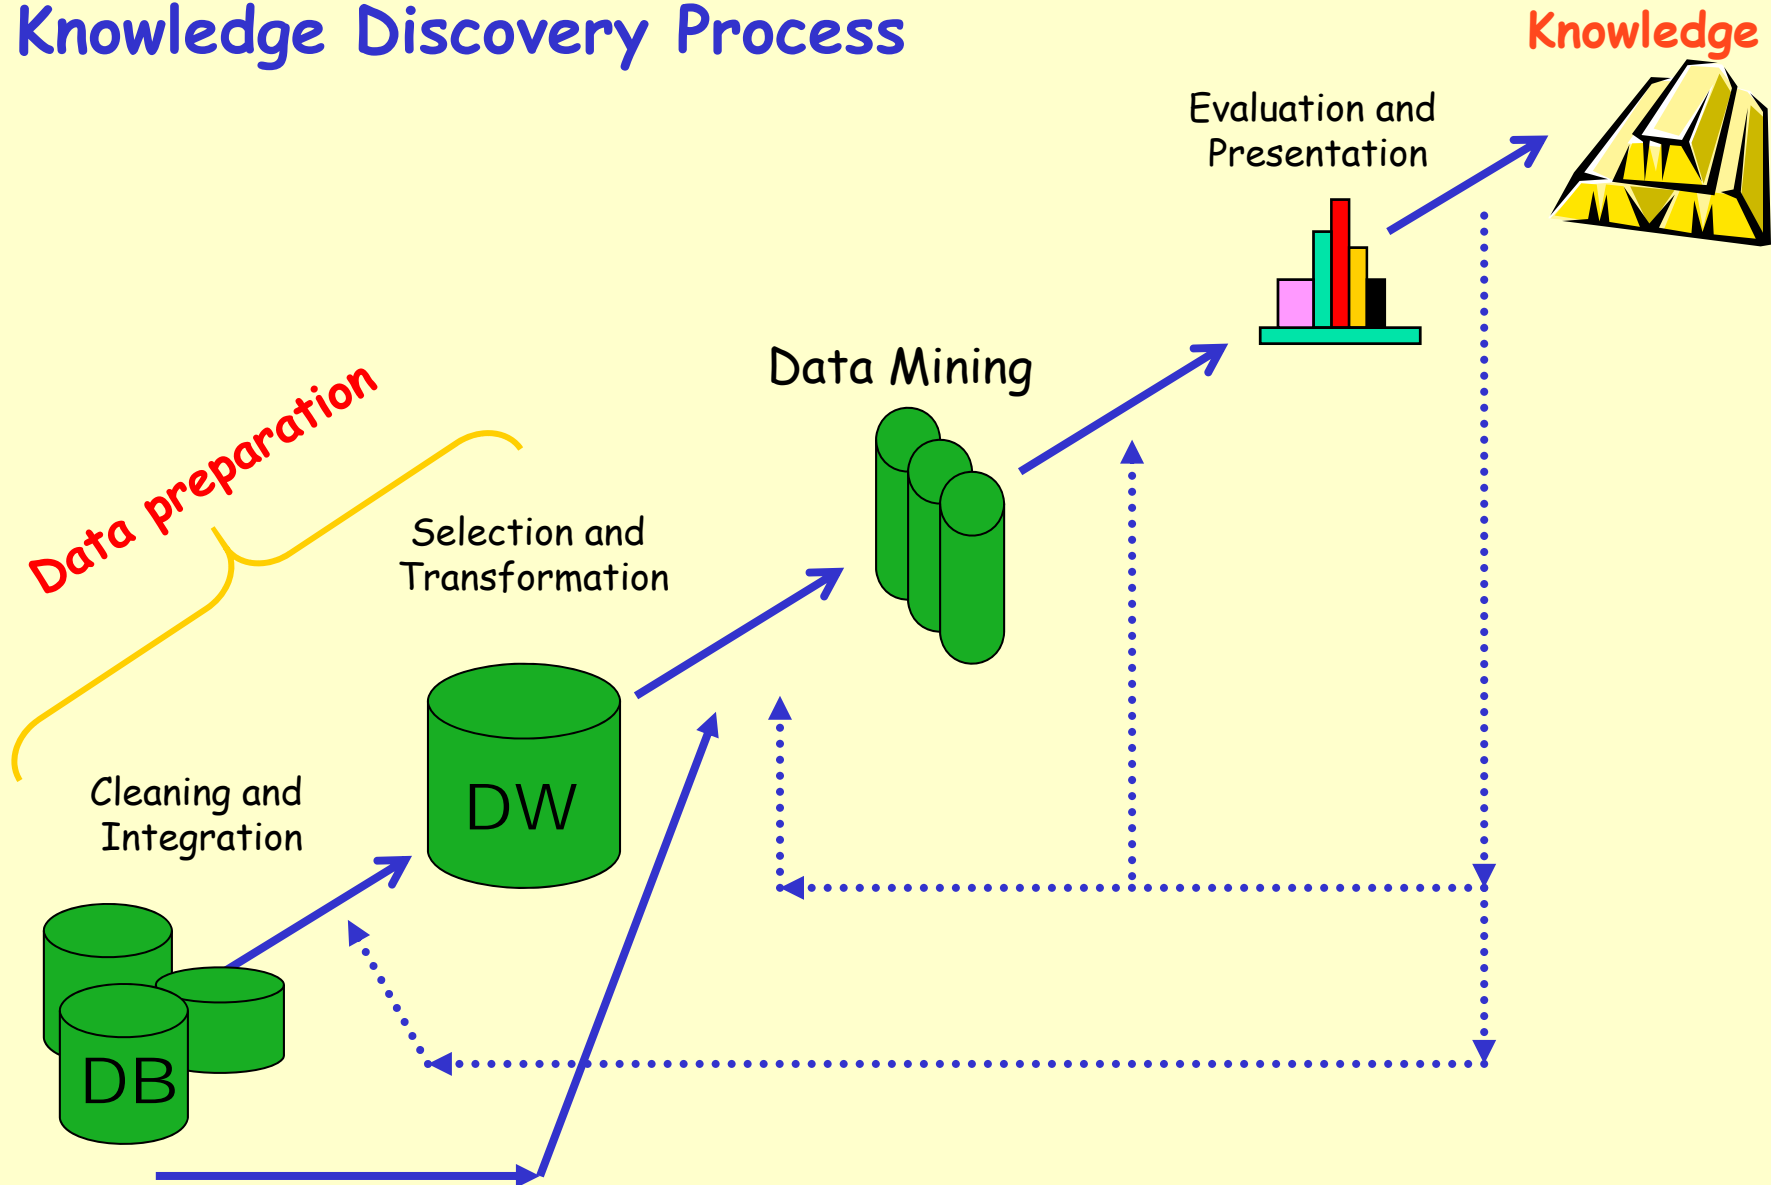 Knowledge Discovery Process
Knowledge
Evaluation and
Presentation
Data Mining
Data preparation
Selection and
Transformation
DW
Cleaning and
Integration
DB